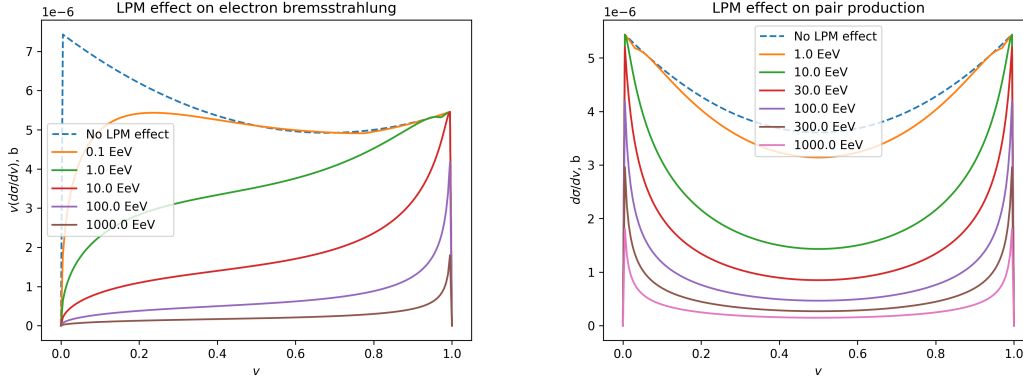 LPM effect on electron bremsstrahlung
1e−6
7
6
5
4
3
2
1
0
v(dσ/dv), b
No LPM effect
0.1 EeV
1.0 EeV
10.0 EeV
100.0 EeV
1000.0 EeV
0.0 0.2 0.4 0.6 0.8 1.0
v
LPM effect on pair production
1e−6
5
4
3
2
1
0
dσ/dv, b
No LPM effect
1.0 EeV
10.0 EeV
30.0 EeV
100.0 EeV
300.0 EeV
1000.0 EeV
0.0 0.2 0.4 0.6 0.8 1.0
v